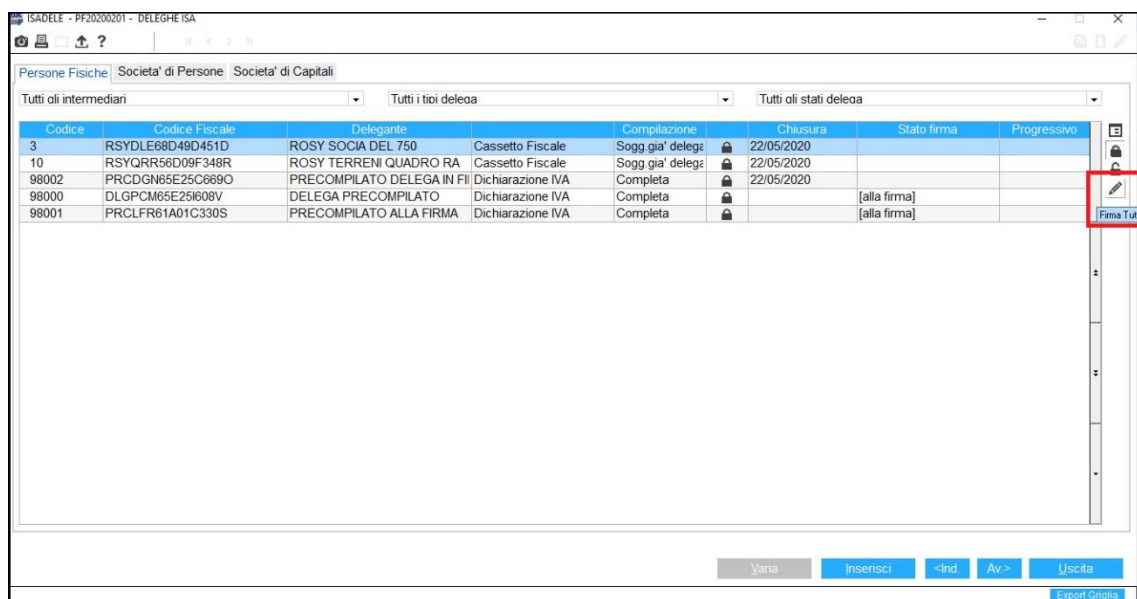 ISADELE - PF20200201 - DELEGHE ISA
Persone Fisiche Societa' di Persone Societa' di Capitali
Tutti gli intermediari Tutti i tipi delega Tutti gli stati delega
Codice Codice Fiscale Delegante Compilazione Chiusura Stato firma Progressivo
3 RSYDLE68D49D451D ROSY SOCIA DEL 750 Cassetto Fiscale Sogg.gia' delega 22/05/2020
10 RSYQRR56D09F348R ROSY TERRENI QUADRO RA Cassetto Fiscale Sogg.gia' delega 22/05/2020
98002 PRCDGN65E25C669O PRECOMPILATO DELEGA IN FII Dichiarazione IVA Completa 22/05/2020
98000 DLGPCM65E25I608V DELEGA PRECOMPILATO Dichiarazione IVA Completa [alla firma]
98001 PRCLFR61A01C330S PRECOMPILATO ALLA FIRMA Dichiarazione IVA Completa [alla firma]
Firma Tut
Varia Inserisci <Ind. Av.> Uscita
Export Griglia